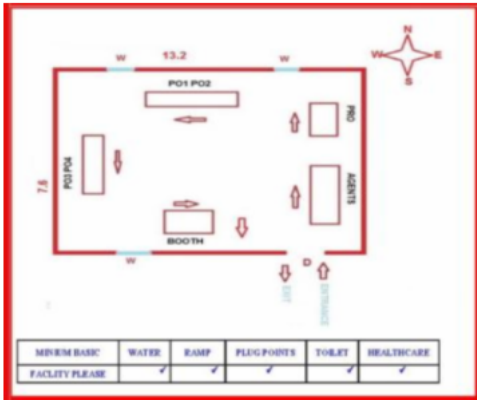 N
W E
S
W 13.2 W
PO1 PO2
PRO
PO3 PO4
7.6
AGENTS
BOOTH
W
D
EXIT
ENTRANCE
MINIUM BASIC WATER RAMP PLUG POINTS TOILET HEALTHCARE
FACLITY PLEASE ✓ ✓ ✓ ✓ ✓